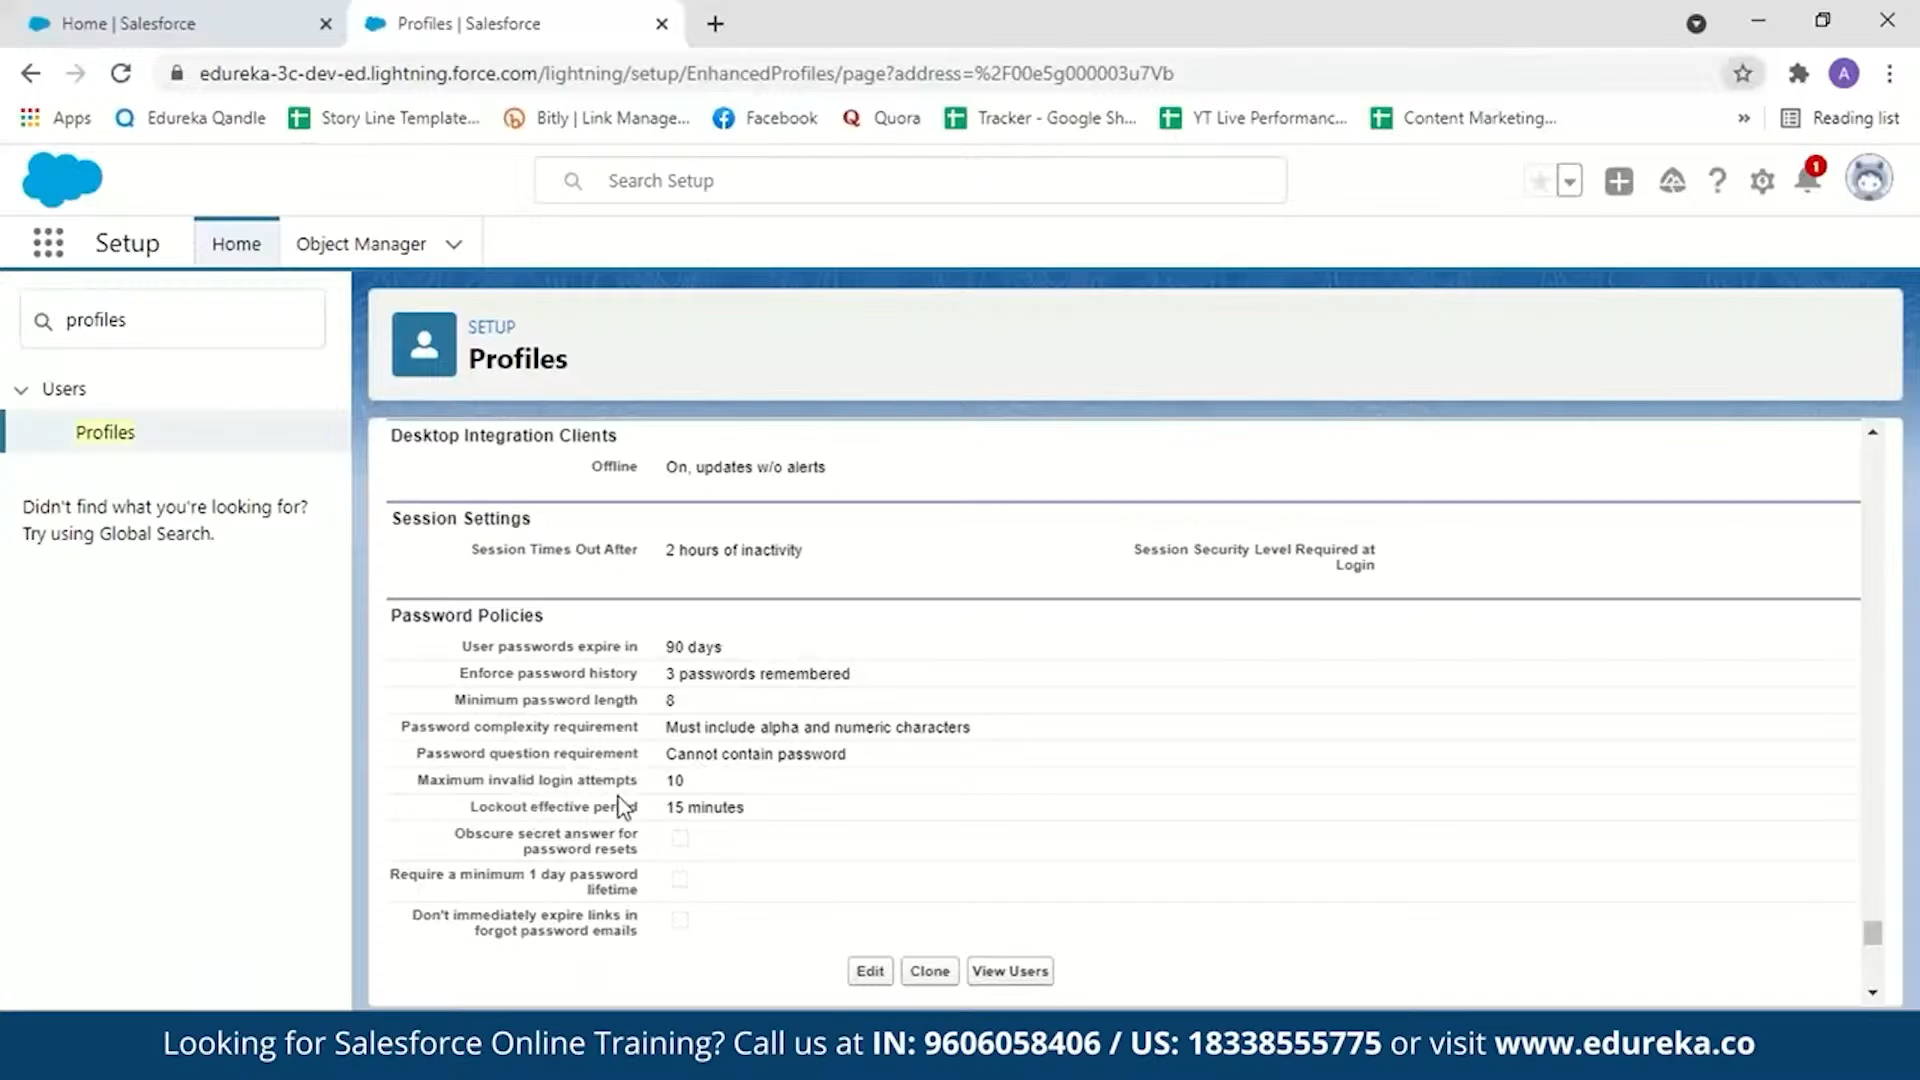 Home | Salesforce
Profiles | Salesforce
edureka-3c-dev-ed.lightning.force.com/lightning/setup/EnhancedProfiles/page?address=%2F00e5g000003u7Vb
A
Apps
Edureka Qandle
Story Line Template...
Bitly | Link Manage...
Facebook
Quora
Tracker - Google Sh...
YT Live Performanc...
Content Marketing...
»
Reading list
Search Setup
1
Setup
Home
Object Manager
profiles
Users
Profiles
Didn't find what you're looking for?
Try using Global Search.
SETUP
Profiles
Desktop Integration Clients
Offline On, updates w/o alerts
Session Settings
Session Times Out After 2 hours of inactivity
Session Security Level Required at
Login
Password Policies
User passwords expire in 90 days
Enforce password history 3 passwords remembered
Minimum password length 8
Password complexity requirement Must include alpha and numeric characters
Password question requirement Cannot contain password
Maximum invalid login attempts 10
Lockout effective period 15 minutes
Obscure secret answer for
password resets
Require a minimum 1 day password
lifetime
Don't immediately expire links in
forgot password emails
Edit
Clone
View Users
Looking for Salesforce Online Training? Call us at IN: 9606058406 / US: 18338555775 or visit www.edureka.co